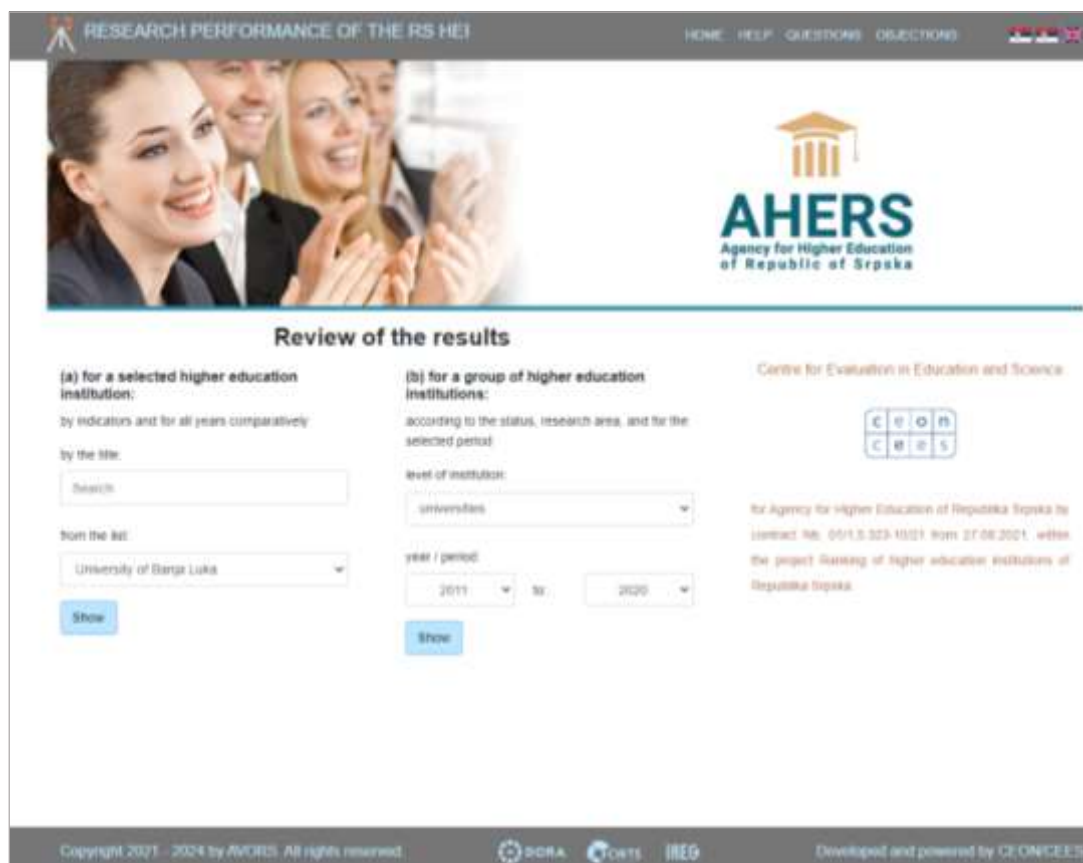 RESEARCH PERFORMANCE OF THE RS HEI
HOME HELP QUESTIONS OBJECTIONS
AHERS
Agency for Higher Education
of Republic of Srpska
Review of the results
(a) for a selected higher education
institution:
by indicators and for all years comparatively
by the title:
Search
from the list:
University of Banja Luka
Show
(b) for a group of higher education
institutions:
according to the status, research area, and for the
selected period
level of institution:
universities
year / period:
2011 to: 2020
Show
Centre for Evaluation in Education and Science
c e o n
c e e s
for Agency for Higher Education of Republika Srpska by
contract Nb. 01/1.5.323-10/21 from 27.08.2021. within
the project Ranking of higher education institutions of
Republika Srpska.
Copyright 2021 - 2024 by AVORS. All rights reserved.
DORA IREG
Developed and powered by CEON/CEES